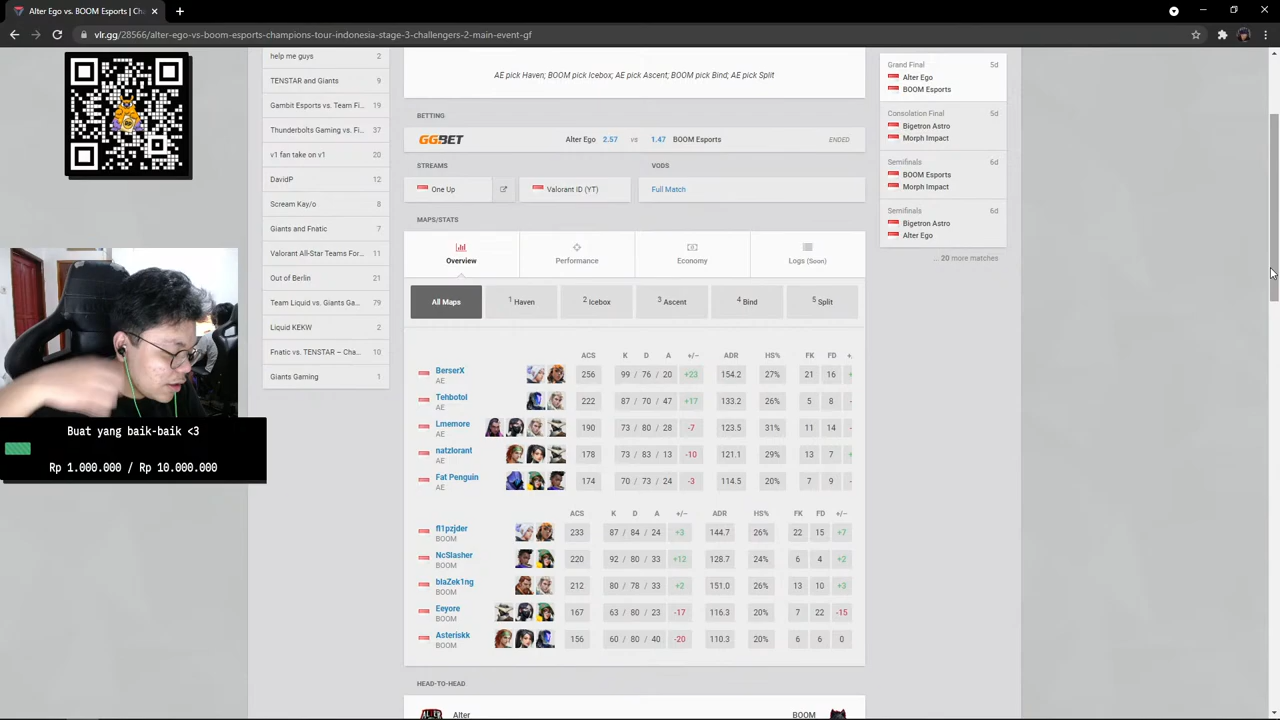 Alter Ego vs. BOOM Esports |
vlr.gg/28566/alter-ego-vs-boom-esports-champions-tour-indonesia-stage-3-challengers-2-main-event-gf
help me guys 2
TENSTAR and Giants 9
Gambit Esports vs. Team Fi... 19
Thunderbolts Gaming vs. Fi... 37
v1 fan take on v1 20
DavidP 12
Scream Kay/o 8
Giants and Fnatic 7
Valorant All-Star Teams For... 11
Out of Berlin 21
Team Liquid vs. Giants Ga... 79
Liquid KEKW 2
Fnatic vs. TENSTAR – Cha... 10
Giants Gaming 1
Buat yang baik-baik <3
Rp 1.000.000 / Rp 10.000.000
AE pick Haven; BOOM pick Icebox; AE pick Ascent; BOOM pick Bind; AE pick Split
BETTING
GGBET Alter Ego 2.57 vs 1.47 BOOM Esports ENDED
STREAMS VODS
One Up Valorant ID (YT) Full Match
MAPS/STATS
Overview Performance Economy Logs (Soon)
All Maps 1 Haven 2 Icebox 3 Ascent 4 Bind 5 Split
ACS K D A +/– ADR HS% FK FD +
BerserX AE 256 99 / 76 / 20 +23 154.2 27% 21 16 +
Tehbotol AE 222 87 / 70 / 47 +17 133.2 26% 5 8 -
Lmemore AE 190 73 / 80 / 28 -7 123.5 31% 11 14 -
natzlorant AE 178 73 / 83 / 13 -10 121.1 29% 13 7 +
Fat Penguin AE 174 70 / 73 / 24 -3 114.5 20% 7 9 -
ACS K D A +/– ADR HS% FK FD +/–
fl1pzjder BOOM 233 87 / 84 / 24 +3 144.7 26% 22 15 +7
NcSlasher BOOM 220 92 / 80 / 24 +12 128.7 24% 6 4 +2
blaZek1ng BOOM 212 80 / 78 / 33 +2 151.0 26% 13 10 +3
Eeyore BOOM 167 63 / 80 / 23 -17 116.3 20% 7 22 -15
Asteriskk BOOM 156 60 / 80 / 40 -20 110.3 20% 6 6 0
HEAD-TO-HEAD
Alter BOOM
Grand Final 5d
Alter Ego
BOOM Esports
Consolation Final 5d
Bigetron Astro
Morph Impact
Semifinals 6d
BOOM Esports
Morph Impact
Semifinals 6d
Bigetron Astro
Alter Ego
... 20 more matches